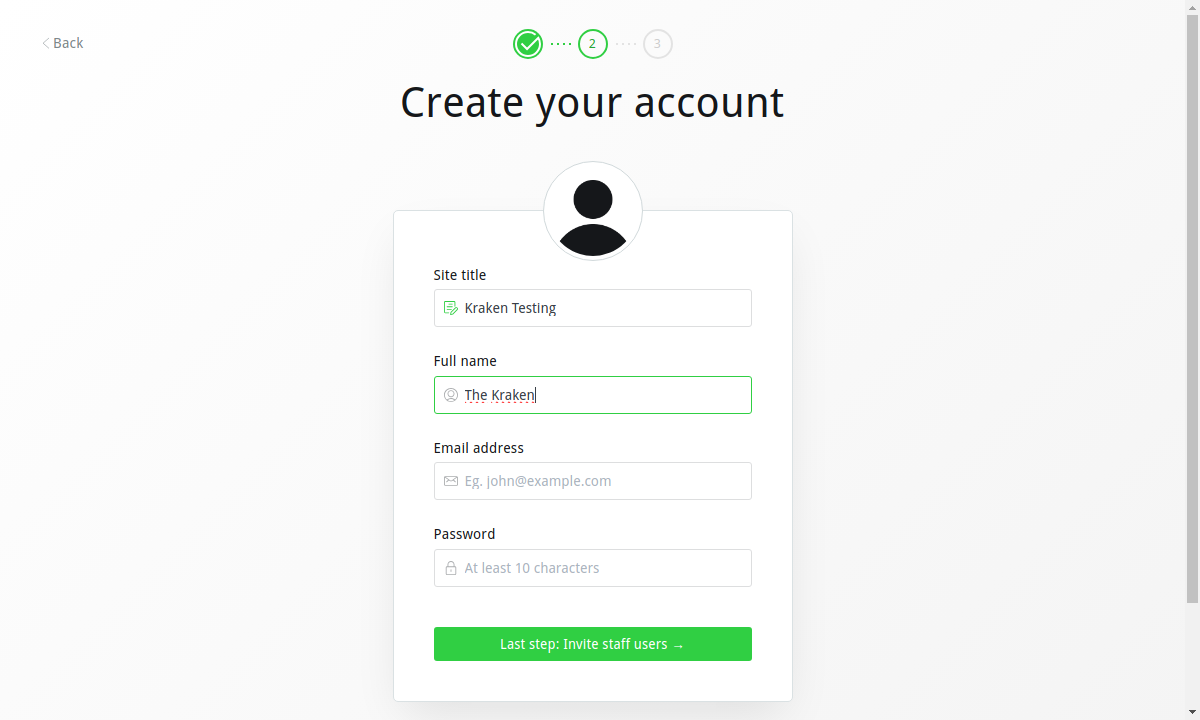 Back
2
3
Create your account
Site title
Kraken Testing
Full name
The Kraken
Email address
Eg. john@example.com
Password
At least 10 characters
Last step: Invite staff users →